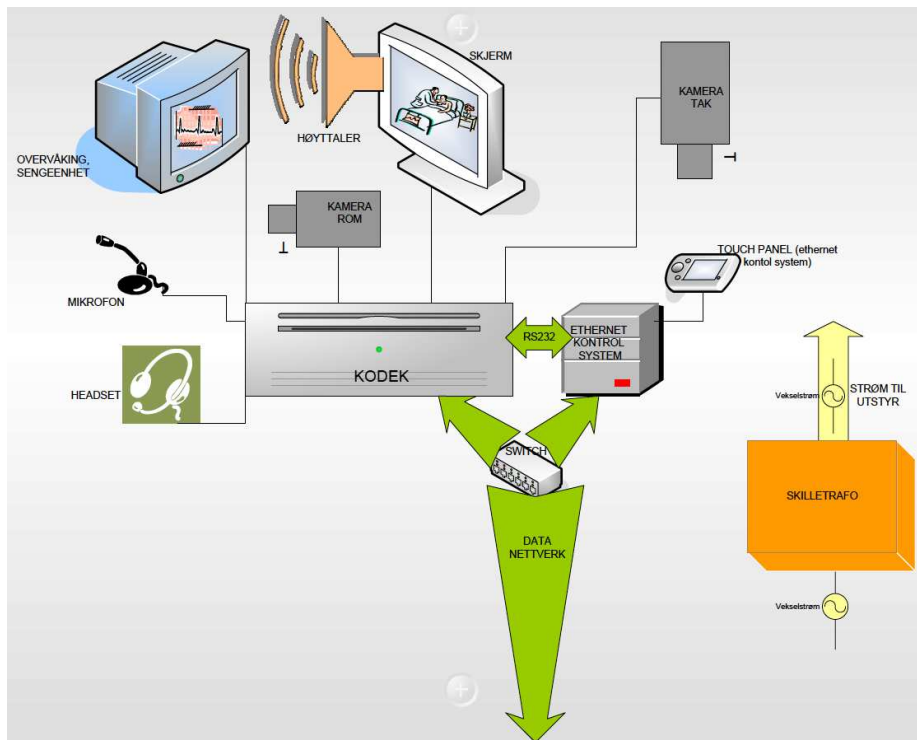 SKJERM
KAMERA
TAK
HØYTTALER
OVERVÅKING,
SENGEENHET
KAMERA
ROM
TOUCH PANEL (ethernet
kontol system)
MIKROFON
RS232
ETHERNET
KONTROL
SYSTEM
KODEK
HEADSET
Vekselstrøm
STRØM TIL
UTSTYR
SWITCH
SKILLETRAFO
DATA
NETTVERK
Vekselstrøm